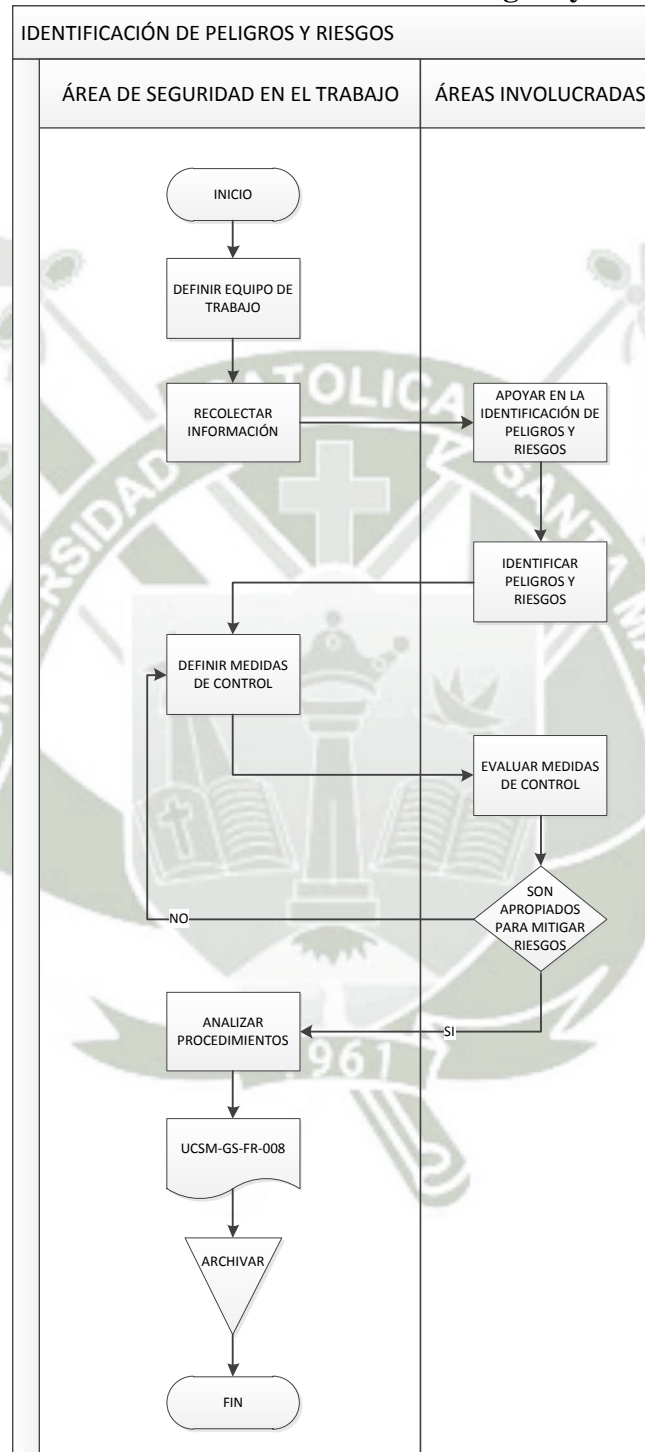 IDENTIFICACIÓN DE PELIGROS Y RIESGOS
ÁREA DE SEGURIDAD EN EL TRABAJO
ÁREAS INVOLUCRADAS
INICIO
DEFINIR EQUIPO DE
TRABAJO
RECOLECTAR
INFORMACIÓN
APOYAR EN LA
IDENTIFICACIÓN DE
PELIGROS Y
RIESGOS
IDENTIFICAR
PELIGROS Y
RIESGOS
DEFINIR MEDIDAS
DE CONTROL
EVALUAR MEDIDAS
DE CONTROL
SON
APROPIADOS
PARA MITIGAR
RIESGOS
NO
SI
ANALIZAR
PROCEDIMIENTOS
UCSM-GS-FR-008
ARCHIVAR
FIN
1961